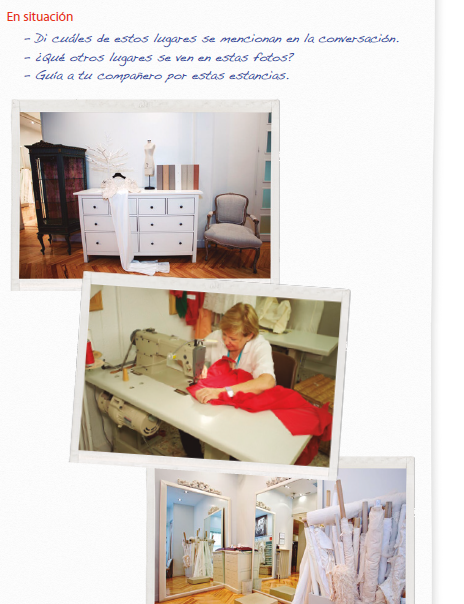 En situación
– Di cuáles de estos lugares se mencionan en la conversación.
– ¿Qué otros lugares se ven en estas fotos?
– Guía a tu compañero por estas estancias.